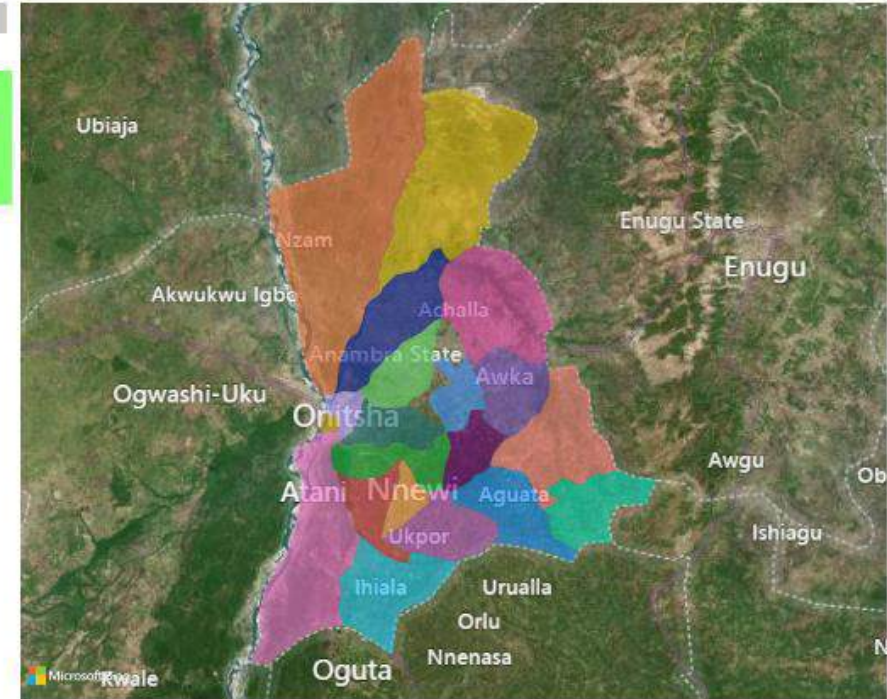 Ubiaja
Enugu State
Nzam
Enugu
Akwukwu Igbo
Achalla
Anambra State
Awka
Ogwashi-Uku
Onitsha
Awgu
Ob
Atani
Nnewi
Aguata
Ukpor
Ishiagu
Ihiala
Urualla
Orlu
N
Nnenasa
Oguta
Kwale